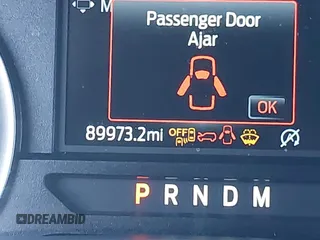 M
Passenger Door
Ajar
OK
89973.2mi OFF
P R N D M
DREAMBID